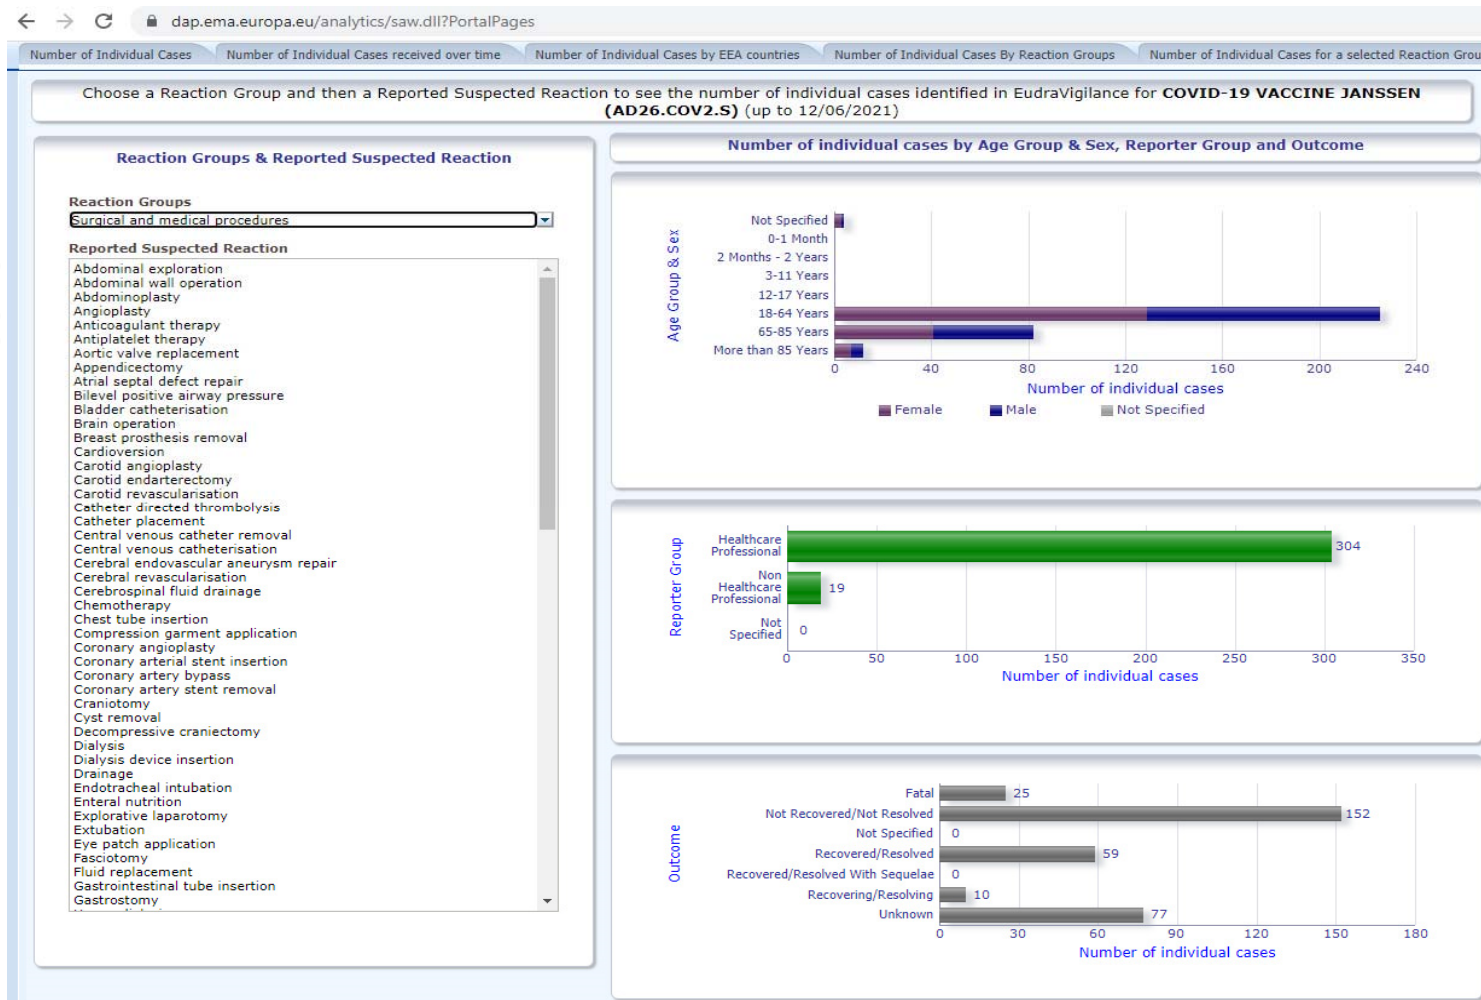 dap.ema.europa.eu/analytics/saw.dll?PortalPages
Number of Individual Cases
Number of Individual Cases received over time
Number of Individual Cases by EEA countries
Number of Individual Cases By Reaction Groups
Number of Individual Cases for a selected Reaction Grou
Choose a Reaction Group and then a Reported Suspected Reaction to see the number of individual cases identified in EudraVigilance for COVID-19 VACCINE JANSSEN
(AD26.COV2.S) (up to 12/06/2021)
Reaction Groups & Reported Suspected Reaction
Reaction Groups
Surgical and medical procedures
Reported Suspected Reaction
Abdominal exploration
Abdominal wall operation
Abdominoplasty
Angioplasty
Anticoagulant therapy
Antiplatelet therapy
Aortic valve replacement
Appendicectomy
Atrial septal defect repair
Bilevel positive airway pressure
Bladder catheterisation
Brain operation
Breast prosthesis removal
Cardioversion
Carotid angioplasty
Carotid endarterectomy
Carotid revascularisation
Catheter directed thrombolysis
Catheter placement
Central venous catheter removal
Central venous catheterisation
Cerebral endovascular aneurysm repair
Cerebral revascularisation
Cerebrospinal fluid drainage
Chemotherapy
Chest tube insertion
Compression garment application
Coronary angioplasty
Coronary arterial stent insertion
Coronary artery bypass
Coronary artery stent removal
Craniotomy
Cyst removal
Decompressive craniectomy
Dialysis
Dialysis device insertion
Drainage
Endotracheal intubation
Enteral nutrition
Explorative laparotomy
Extubation
Eye patch application
Fasciotomy
Fluid replacement
Gastrointestinal tube insertion
Gastrostomy
Number of individual cases by Age Group & Sex, Reporter Group and Outcome
Age Group & Sex
Not Specified
0-1 Month
2 Months - 2 Years
3-11 Years
12-17 Years
18-64 Years
65-85 Years
More than 85 Years
0 40 80 120 160 200 240
Number of individual cases
Female Male Not Specified
Reporter Group
Healthcare
Professional
304
Non
Healthcare
Professional
19
Not
Specified
0
0 50 100 150 200 250 300 350
Number of individual cases
Outcome
Fatal 25
Not Recovered/Not Resolved 152
Not Specified 0
Recovered/Resolved 59
Recovered/Resolved With Sequelae 0
Recovering/Resolving 10
Unknown 77
0 30 60 90 120 150 180
Number of individual cases